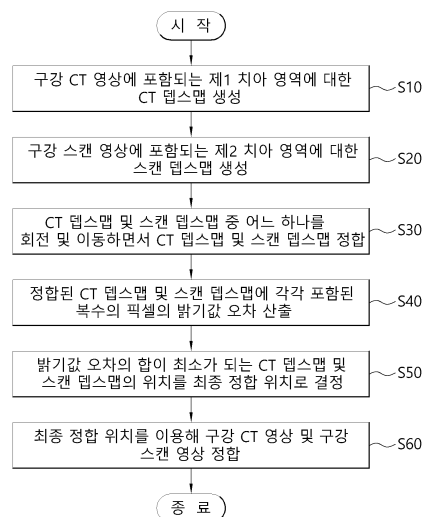 시 작
구강 CT 영상에 포함되는 제1 치아 영역에 대한
CT 뎁스맵 생성
S10
구강 스캔 영상에 포함되는 제2 치아 영역에 대한
스캔 뎁스맵 생성
S20
CT 뎁스맵 및 스캔 뎁스맵 중 어느 하나를
회전 및 이동하면서 CT 뎁스맵 및 스캔 뎁스맵 정합
S30
정합된 CT 뎁스맵 및 스캔 뎁스맵에 각각 포함된
복수의 픽셀의 밝기값 오차 산출
S40
밝기값 오차의 합이 최소가 되는 CT 뎁스맵 및
스캔 뎁스맵의 위치를 최종 정합 위치로 결정
S50
최종 정합 위치를 이용해 구강 CT 영상 및 구강
스캔 영상 정합
S60
종 료